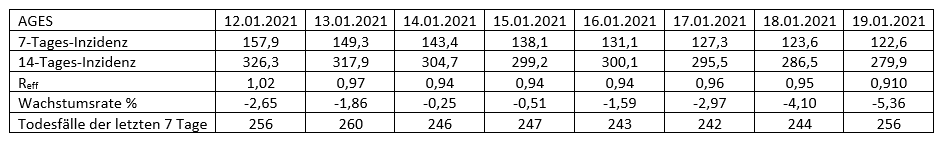 AGES 12.01.2021 13.01.2021 14.01.2021 15.01.2021 16.01.2021 17.01.2021 18.01.2021 19.01.2021
7-Tages-Inzidenz 157,9 149,3 143,4 138,1 131,1 127,3 123,6 122,6
14-Tages-Inzidenz 326,3 317,9 304,7 299,2 300,1 295,5 286,5 279,9
Reff 1,02 0,97 0,94 0,94 0,94 0,96 0,95 0,910
Wachstumsrate % -2,65 -1,86 -0,25 -0,51 -1,59 -2,97 -4,10 -5,36
Todesfälle der letzten 7 Tage 256 260 246 247 243 242 244 256